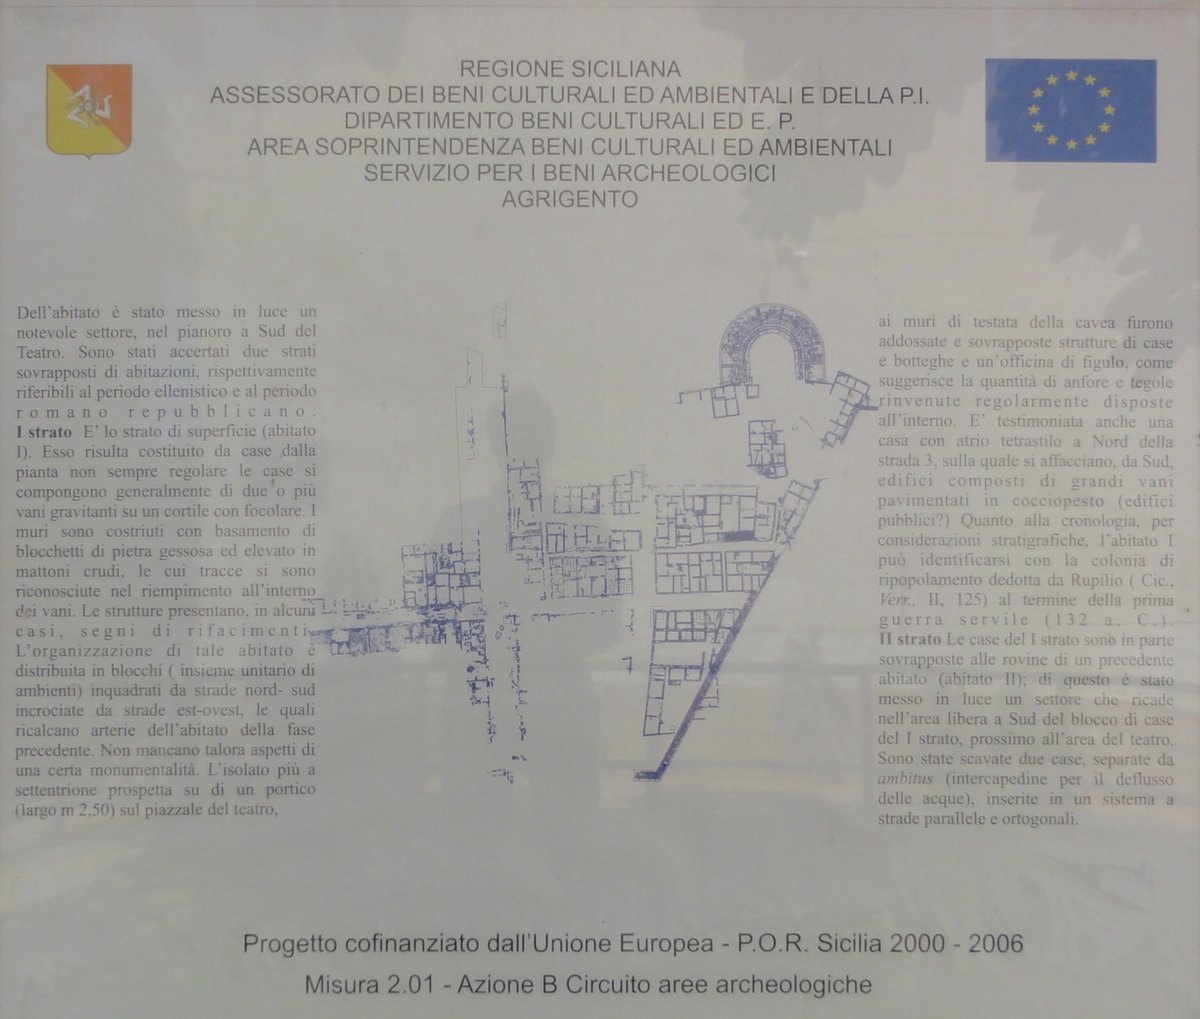 REGIONE SICILIANA
ASSESSORATO DEI BENI CULTURALI ED AMBIENTALI E DELLA P.I.
DIPARTIMENTO BENI CULTURALI ED E. P.
AREA SOPRINTENDENZA BENI CULTURALI ED AMBIENTALI
SERVIZIO PER I BENI ARCHEOLOGICI
AGRIGENTO
Dell'abitato è stato messo in luce un
notevole settore, nel pianoro a Sud del
Teatro. Sono stati accertati due strati
sovrapposti di abitazioni, rispettivamente
riferibili al periodo ellenistico e al periodo
romano repubblicano.
I strato E' lo strato di superficie (abitato
I). Esso risulta costituito da case ,dalla
pianta non sempre regolare le case si
compongono generalmente di due o più
vani gravitanti su un cortile con focolare. I
muri sono costriuti con basamento di
blocchetti di pietra gessosa ed elevato in
mattoni crudi, le cui tracce si sono
riconosciute nel riempimento all'interno
dei vani. Le strutture presentano, in alcuni
casi, segni di rifacimenti.
L'organizzazione di tale abitato è
distribuita in blocchi ( insieme unitario di
ambienti) inquadrati da strade nord- sud
incrociate da strade est-ovest, le quali
ricalcano arterie dell'abitato della fase
precedente. Non mancano talora aspetti di
una certa monumentalità. L'isolato più a
settentrione prospetta su di un portico
(largo m 2,50) sul piazzale del teatro,
ai muri di testata della cavea furono
addossate e sovrapposte strutture di case
e botteghe e un'officina di figulo, come
suggerisce la quantità di anfore e tegole
rinvenute regolarmente disposte
all'interno. E' testimoniata anche una
casa con atrio tetrastilo a Nord della
strada 3, sulla quale si affacciano, da Sud,
edifici composti di grandi vani
pavimentati in cocciopesto (edifici
pubblici?) Quanto alla cronologia, per
considerazioni stratigrafiche, l'abitato I
può identificarsi con la colonia di
ripopolamento dedotta da Rupilio ( Cic.,
Verr., II, 125) al termine della prima
guerra servile (132 a. C.).
II strato Le case del I strato sono in parte
sovrapposte alle rovine di un precedente
abitato (abitato II); di questo è stato
messo in luce un settore che ricade
nell'area libera a Sud del blocco di case
del I strato, prossimo all'area del teatro.
Sono state scavate due case, separate da
ambitus (intercapedine per il deflusso
delle acque), inserite in un sistema a
strade parallele e ortogonali.
Progetto cofinanziato dall'Unione Europea - P.O.R. Sicilia 2000 - 2006
Misura 2.01 - Azione B Circuito aree archeologiche